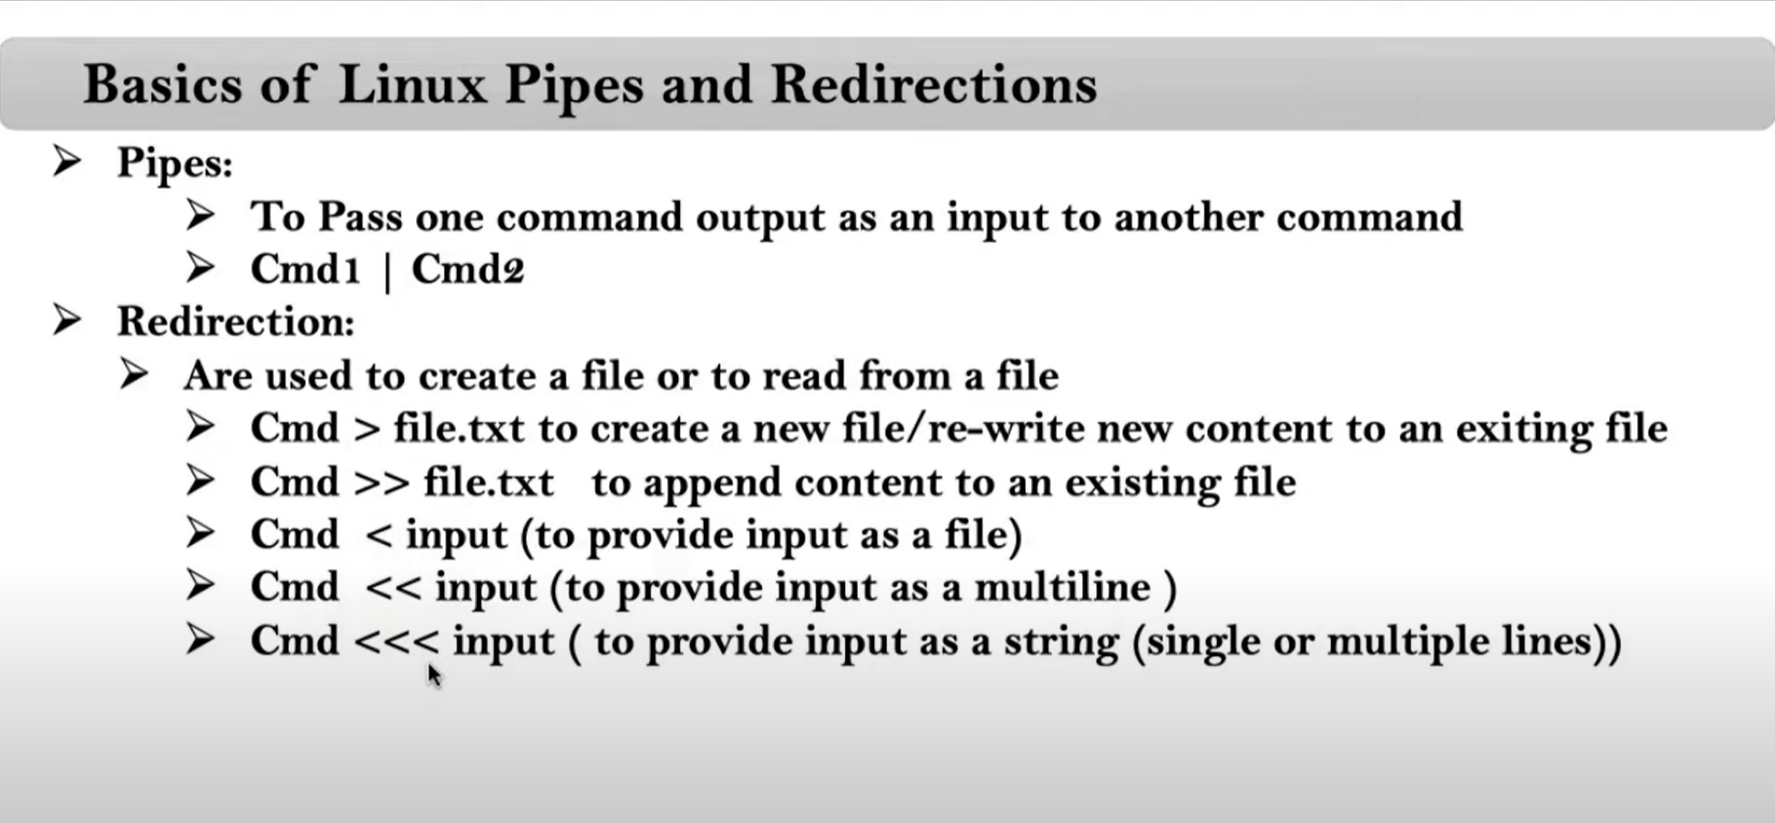 Basics of Linux Pipes and Redirections
Pipes:
To Pass one command output as an input to another command
Cmd1 | Cmd2
Redirection:
Are used to create a file or to read from a file
Cmd > file.txt to create a new file/re-write new content to an exiting file
Cmd >> file.txt to append content to an existing file
Cmd < input (to provide input as a file)
Cmd << input (to provide input as a multiline )
Cmd <<< input ( to provide input as a string (single or multiple lines))